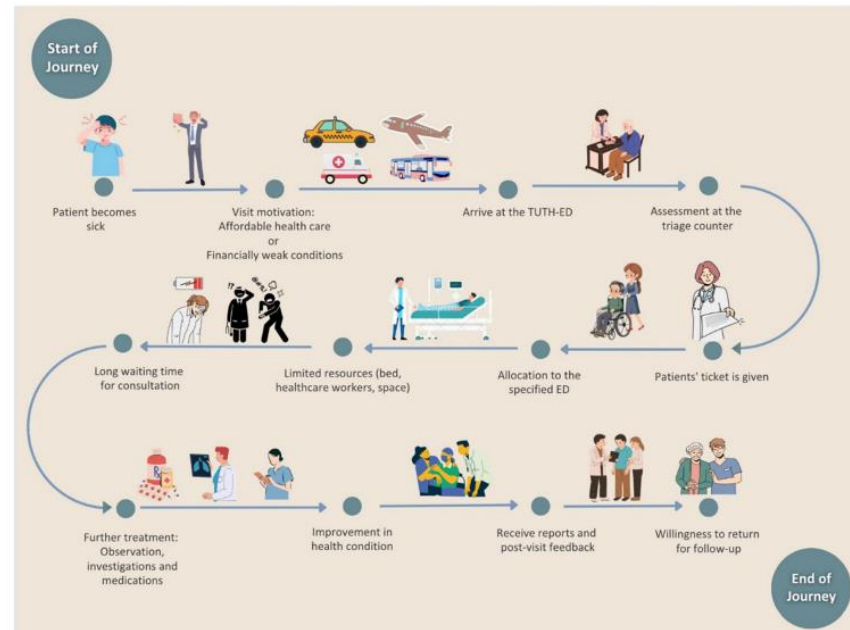 Start of
Journey
Patient becomes
sick
Visit motivation:
Affordable health care
or
Financially weak conditions
Arrive at the TUTH-ED
Assessment at the
triage counter
Patients' ticket is given
Allocation to the
specified ED
Limited resources (bed,
healthcare workers, space)
Long waiting time
for consultation
Further treatment:
Observation,
investigations and
medications
Improvement in
health condition
Receive reports and
post-visit feedback
Willingness to return
for follow-up
End of
Journey